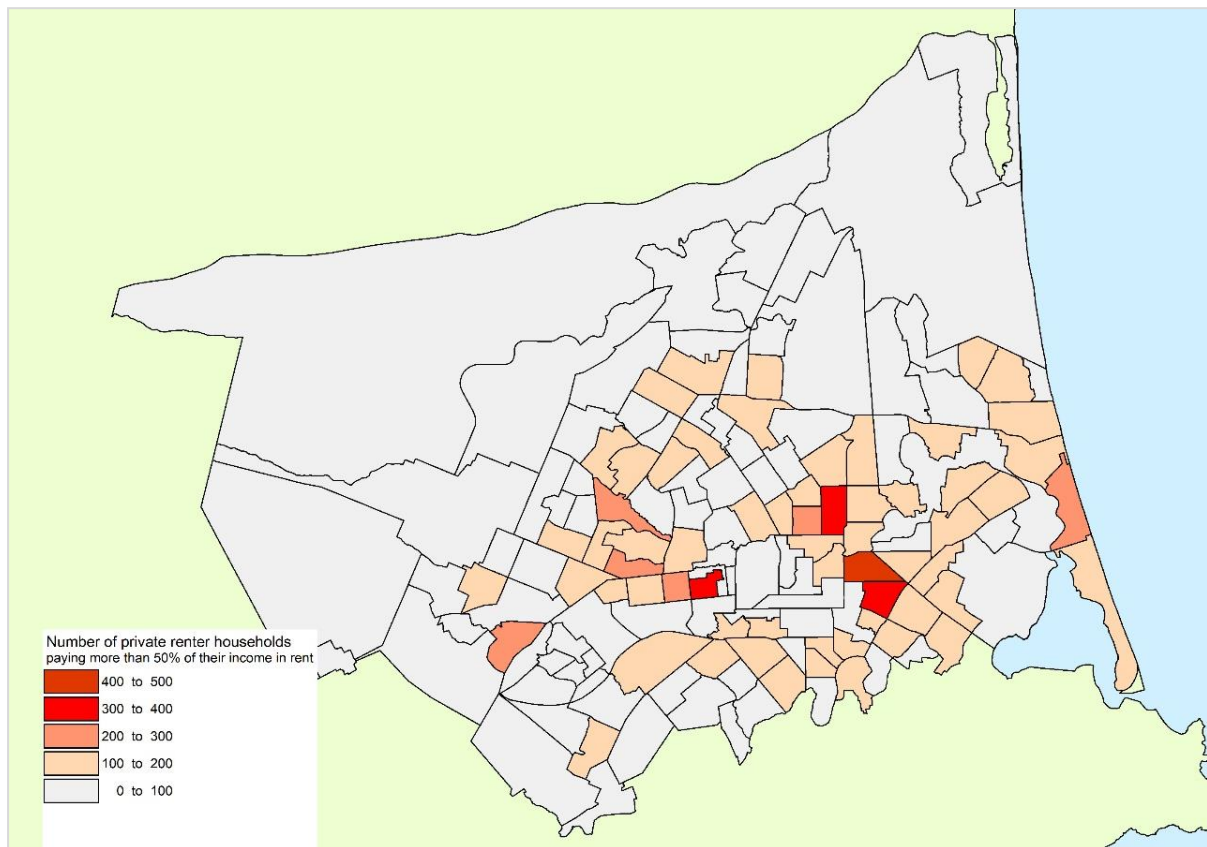 Number of private renter households
paying more than 50% of their income in rent
400 to 500
300 to 400
200 to 300
100 to 200
0 to 100